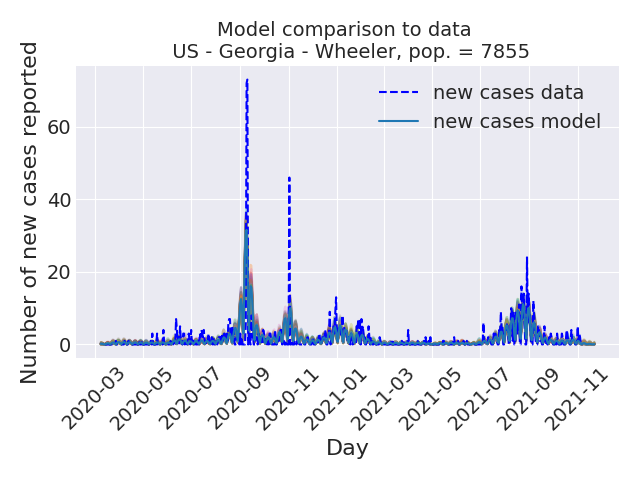 Model comparison to data
US - Georgia - Wheeler, pop. = 7855
Number of new cases reported
60
40
20
0
new cases data
new cases model
2020-03
2020-05
2020-07
2020-09
2020-11
2021-01
2021-03
2021-05
2021-07
2021-09
2021-11
Day